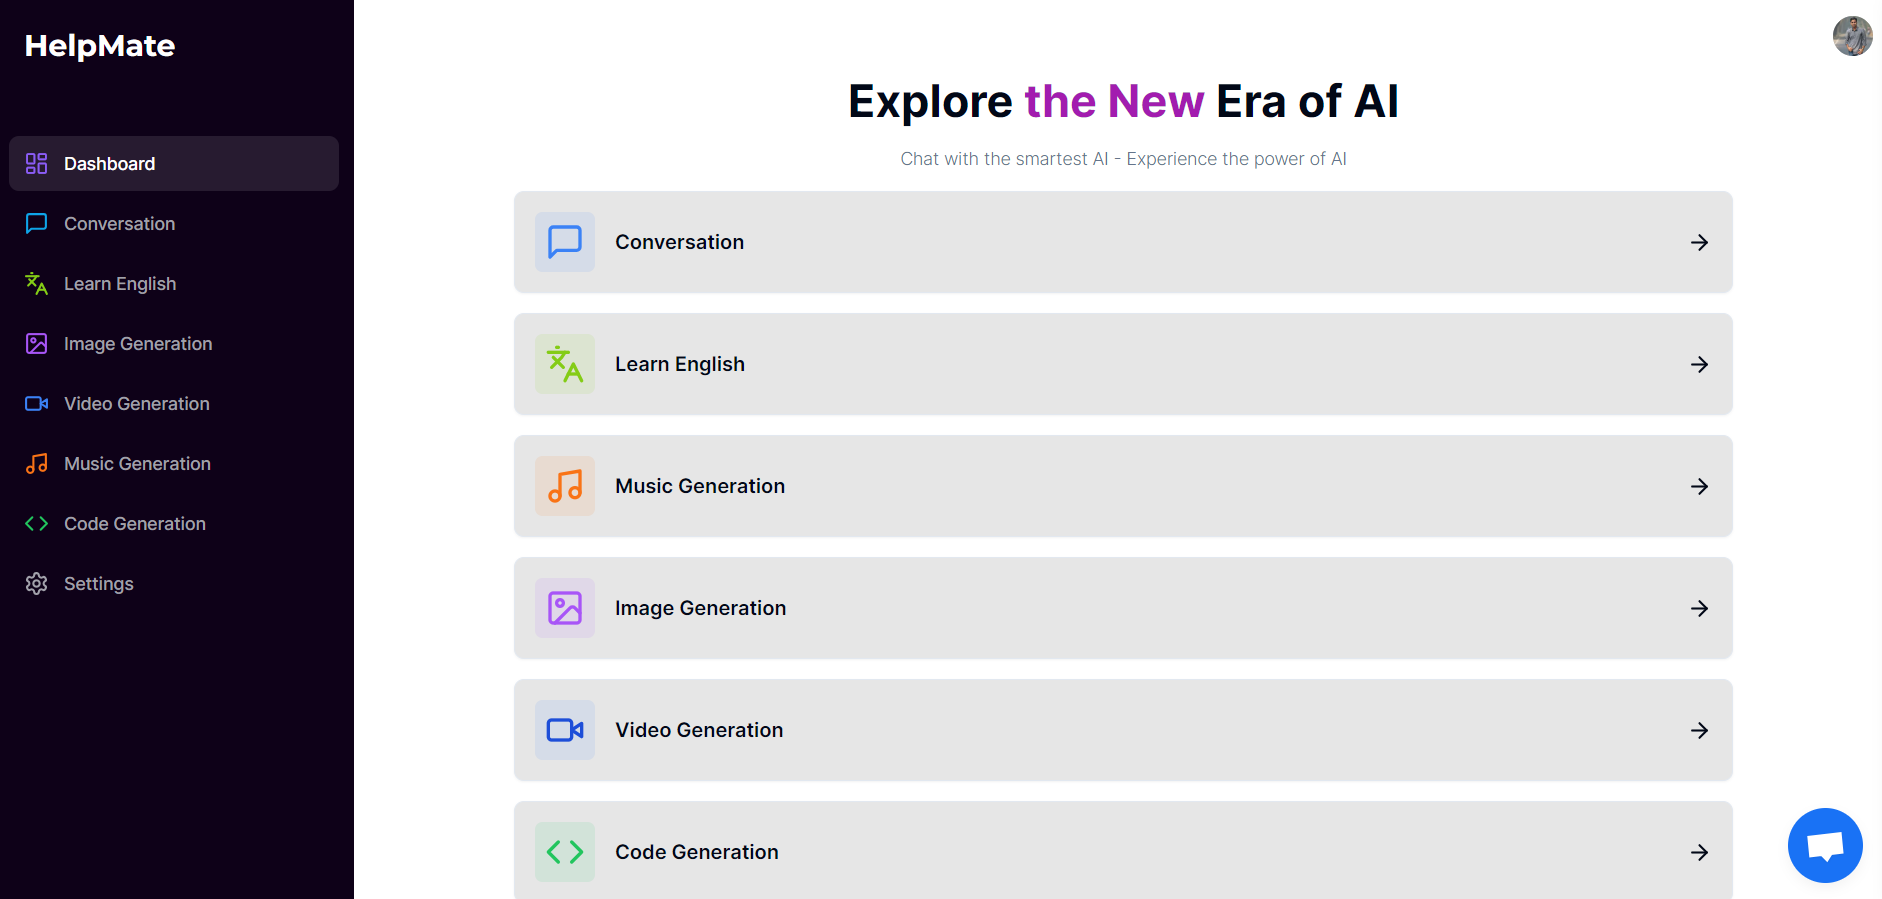 HelpMate
Dashboard
Conversation
Learn English
Image Generation
Video Generation
Music Generation
Code Generation
Settings
Explore the New Era of AI
Chat with the smartest AI - Experience the power of AI
Conversation
Learn English
Music Generation
Image Generation
Video Generation
Code Generation